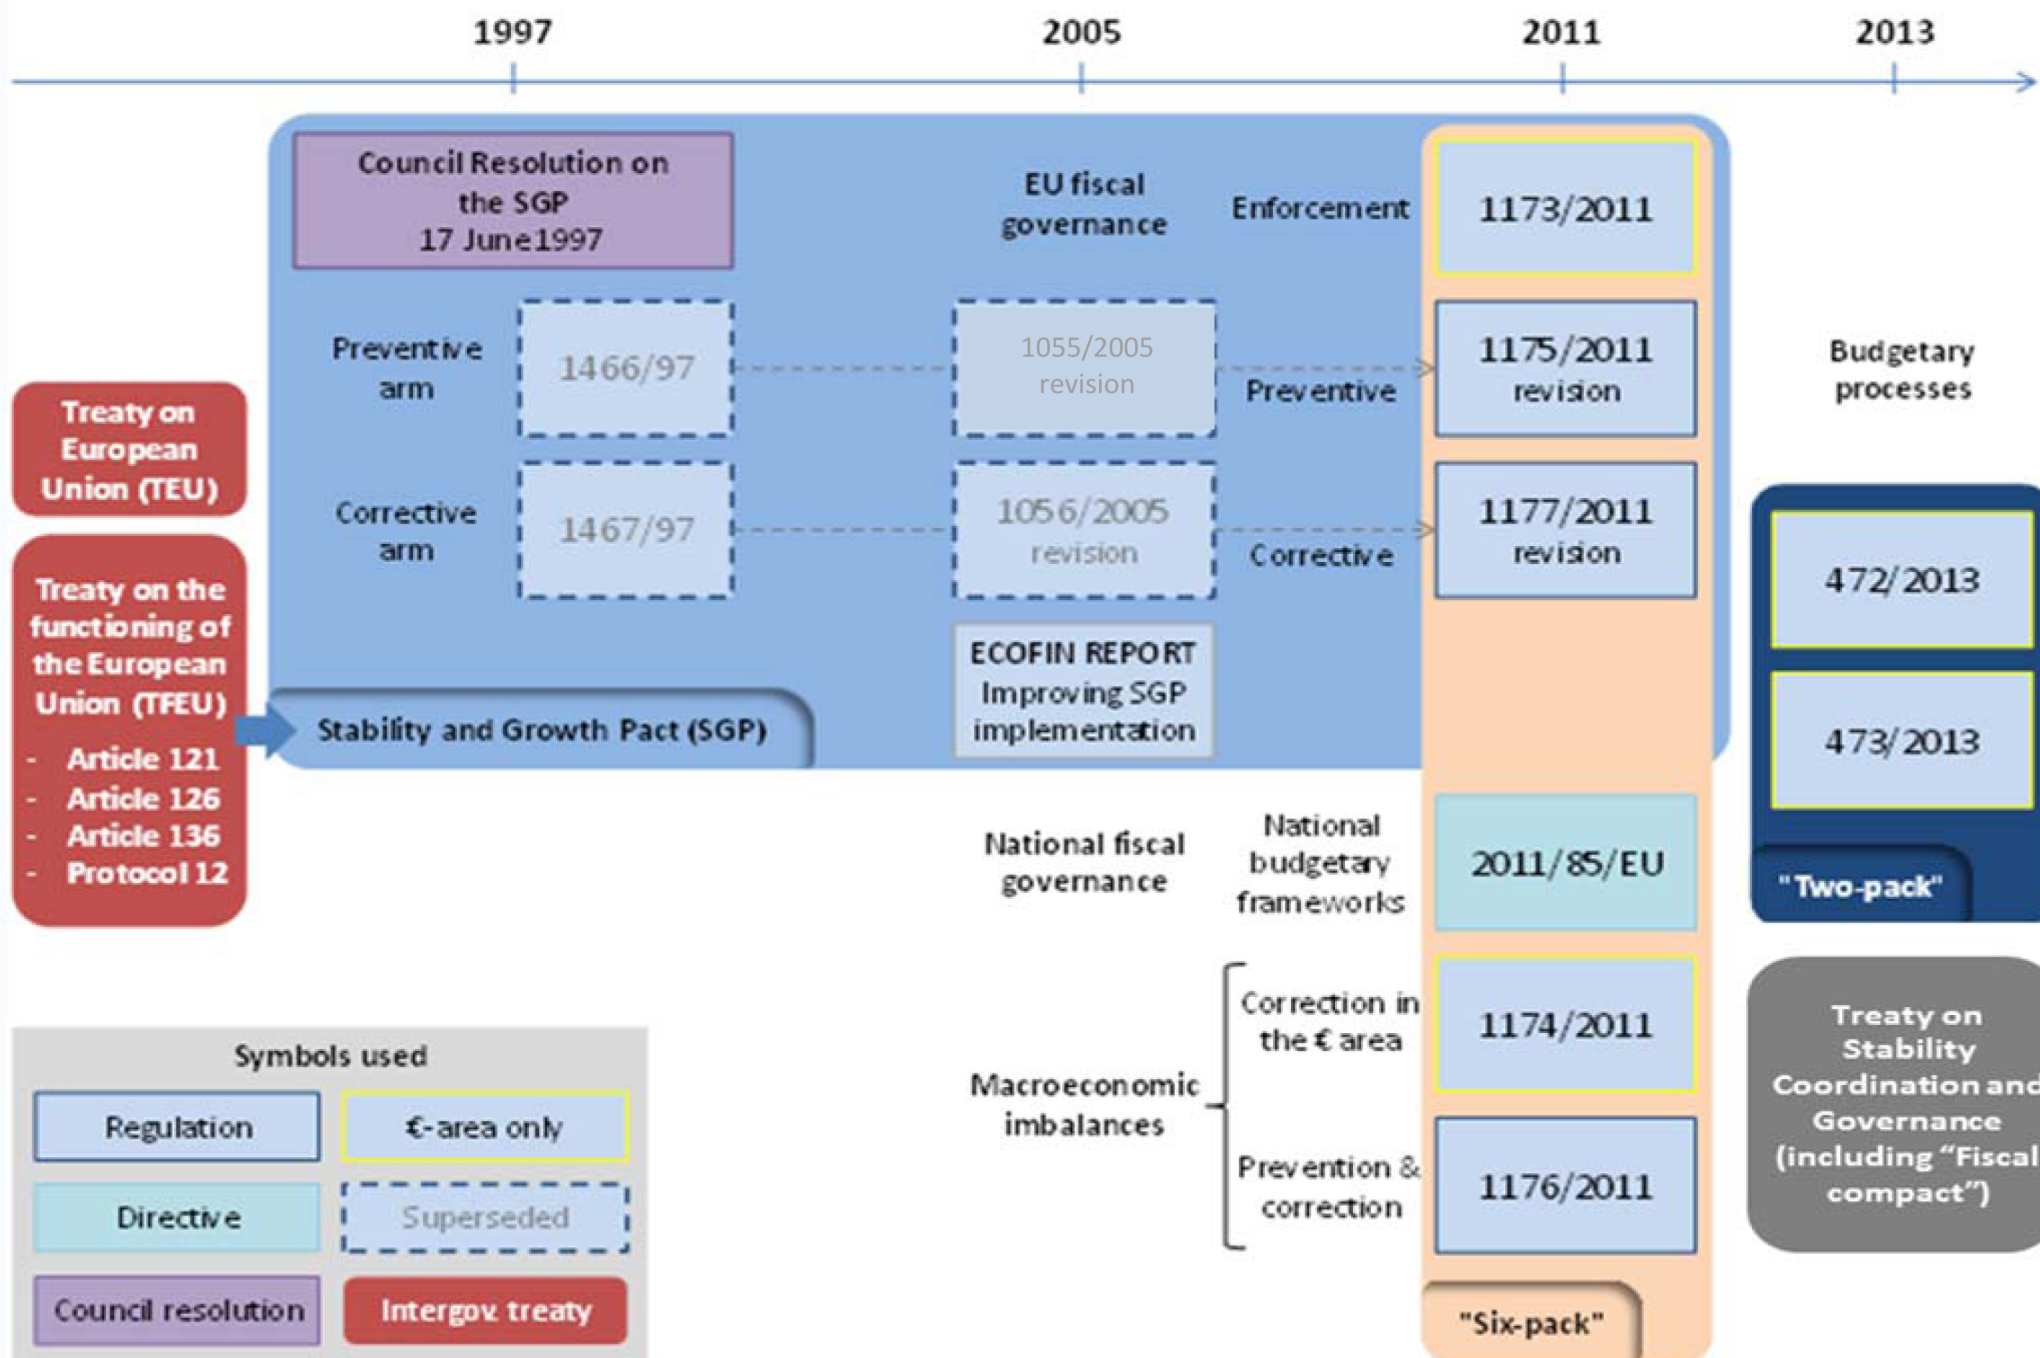 1997
2005
2011
2013
Council Resolution on
the SGP
17 June1997
EU fiscal
governance
Enforcement
1173/2011
Preventive
arm
1466/97
1055/2005
revision
Preventive
1175/2011
revision
Budgetary
processes
Treaty on
European
Union (TEU)
Corrective
arm
1467/97
1056/2005
revision
Corrective
1177/2011
revision
472/2013
473/2013
"Two-pack"
Treaty on the
functioning of
the European
Union (TFEU)
- Article 121
- Article 126
- Article 136
- Protocol 12
Stability and Growth Pact (SGP)
ECOFIN REPORT
Improving SGP
implementation
National fiscal
governance
National
budgetary
frameworks
2011/85/EU
Macroeconomic
imbalances
Correction in
the € area
1174/2011
Prevention &
correction
1176/2011
"Six-pack"
Treaty on
Stability
Coordination and
Governance
(including “Fiscal
compact”)
Symbols used
Regulation
€-area only
Directive
Superseded
Council resolution
Intergov. treaty